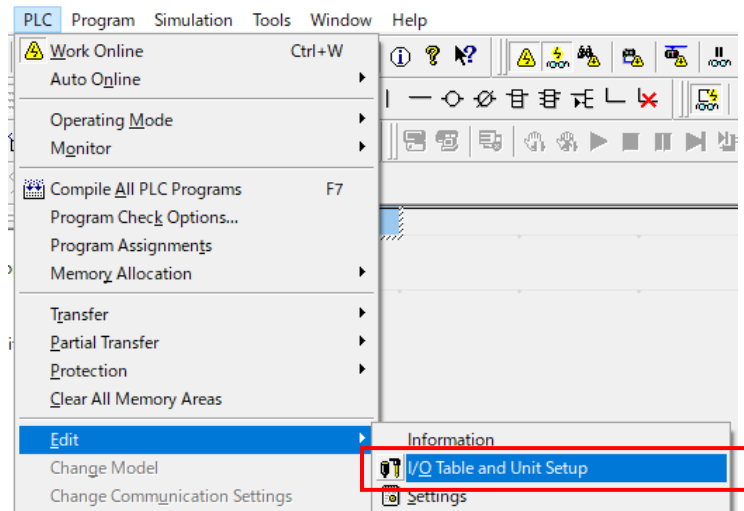 PLC Program Simulation Tools Window Help
Work Online Ctrl+W
Auto Online
Operating Mode
Monitor
Compile All PLC Programs F7
Program Check Options...
Program Assignments
Memory Allocation
Transfer
Partial Transfer
Protection
Clear All Memory Areas
Edit
Information
Change Model
I/O Table and Unit Setup
Change Communication Settings
Settings